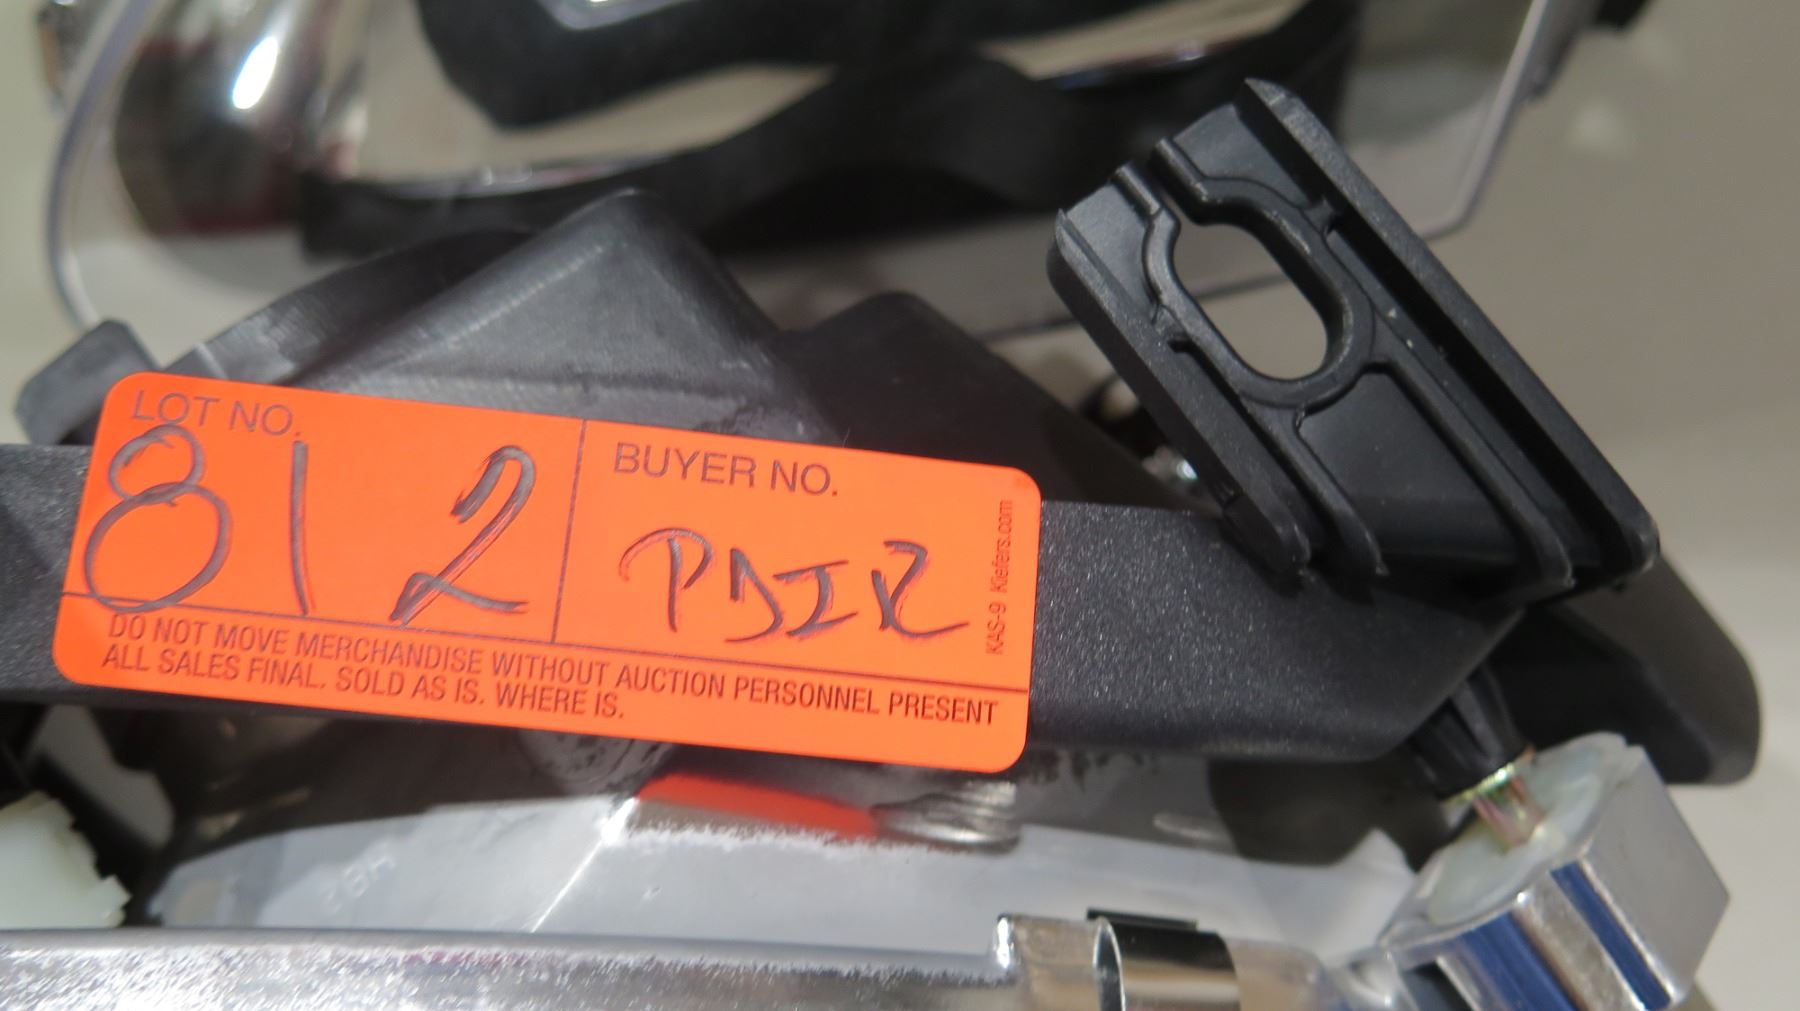 LOT NO.
812
BUYER NO.
PAIR
KAS-9 Kiefers.com
DO NOT MOVE MERCHANDISE WITHOUT AUCTION PERSONNEL PRESENT
ALL SALES FINAL. SOLD AS IS. WHERE IS.